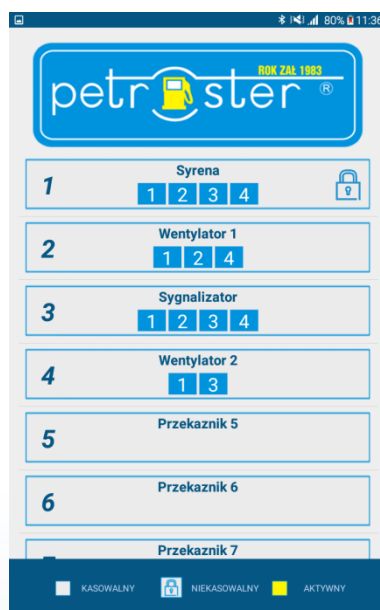 80% 11:36
ROK ZAŁ 1983
petroster ®
1 Syrena
1 2 3 4
2 Wentylator 1
1 2 4
3 Sygnalizator
1 2 3 4
4 Wentylator 2
1 3
5 Przekaznik 5
6 Przekaznik 6
Przekaznik 7
KASOWALNY NIEKASOWALNY AKTYWNY